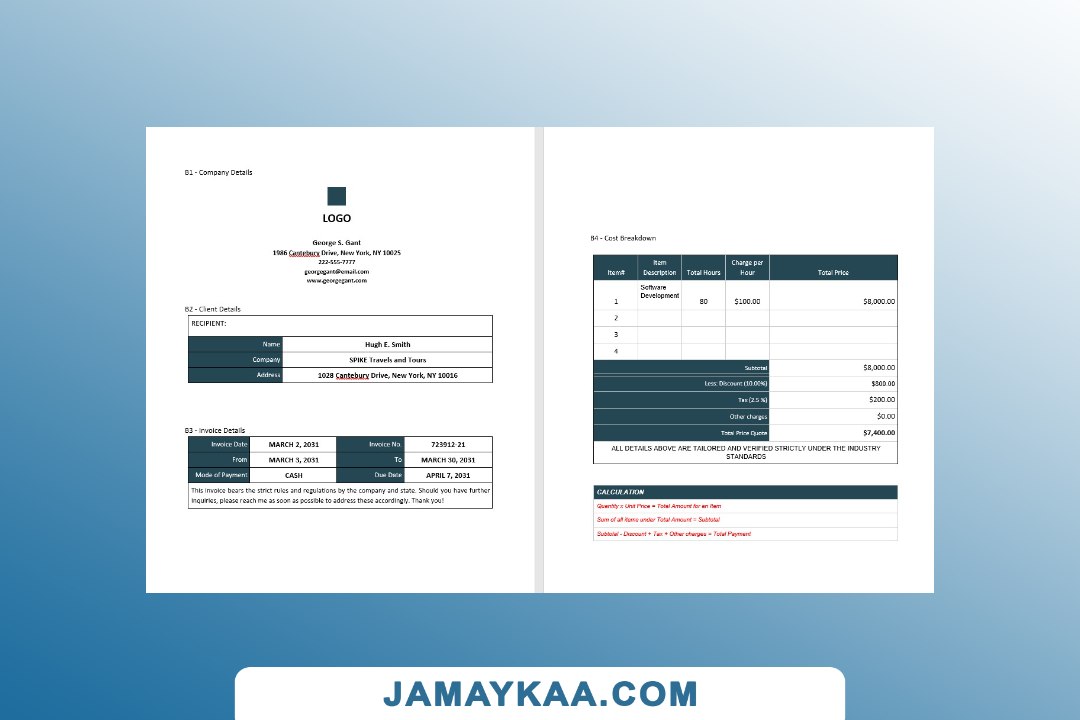 B1 - Company Details
LOGO
George S. Gant
1986 Cantebury Drive, New York, NY 10025
222-555-7777
georgegant@email.com
www.georgegant.com
B2 - Client Details
RECIPIENT:
Name Hugh E. Smith
Company SPIKE Travels and Tours
Address 1028 Cantebury Drive, New York, NY 10016
B3 - Invoice Details
Invoice Date MARCH 2, 2031 Invoice No. 723912-21
From MARCH 3, 2031 To MARCH 30, 2031
Mode of Payment CASH Due Date APRIL 7, 2031
This invoice bears the strict rules and regulations by the company and state. Should you have further
inquiries, please reach me as soon as possible to address these accordingly. Thank you!
B4 - Cost Breakdown
Item# Item Description Total Hours Charge per Hour Total Price
1 Software Development 80 $100.00 $8,000.00
2
3
4
Subtotal $8,000.00
Less: Discount (10.00%) $800.00
Tax (2.5 %) $200.00
Other charges $0.00
Total Price Quote $7,400.00
ALL DETAILS ABOVE ARE TAILORED AND VERIFIED STRICTLY UNDER THE INDUSTRY
STANDARDS
CALCULATION
Quantity x Unit Price = Total Amount for an Item
Sum of all items under Total Amount = Subtotal
Subtotal - Discount + Tax + Other charges = Total Payment
JAMAYKAA.COM